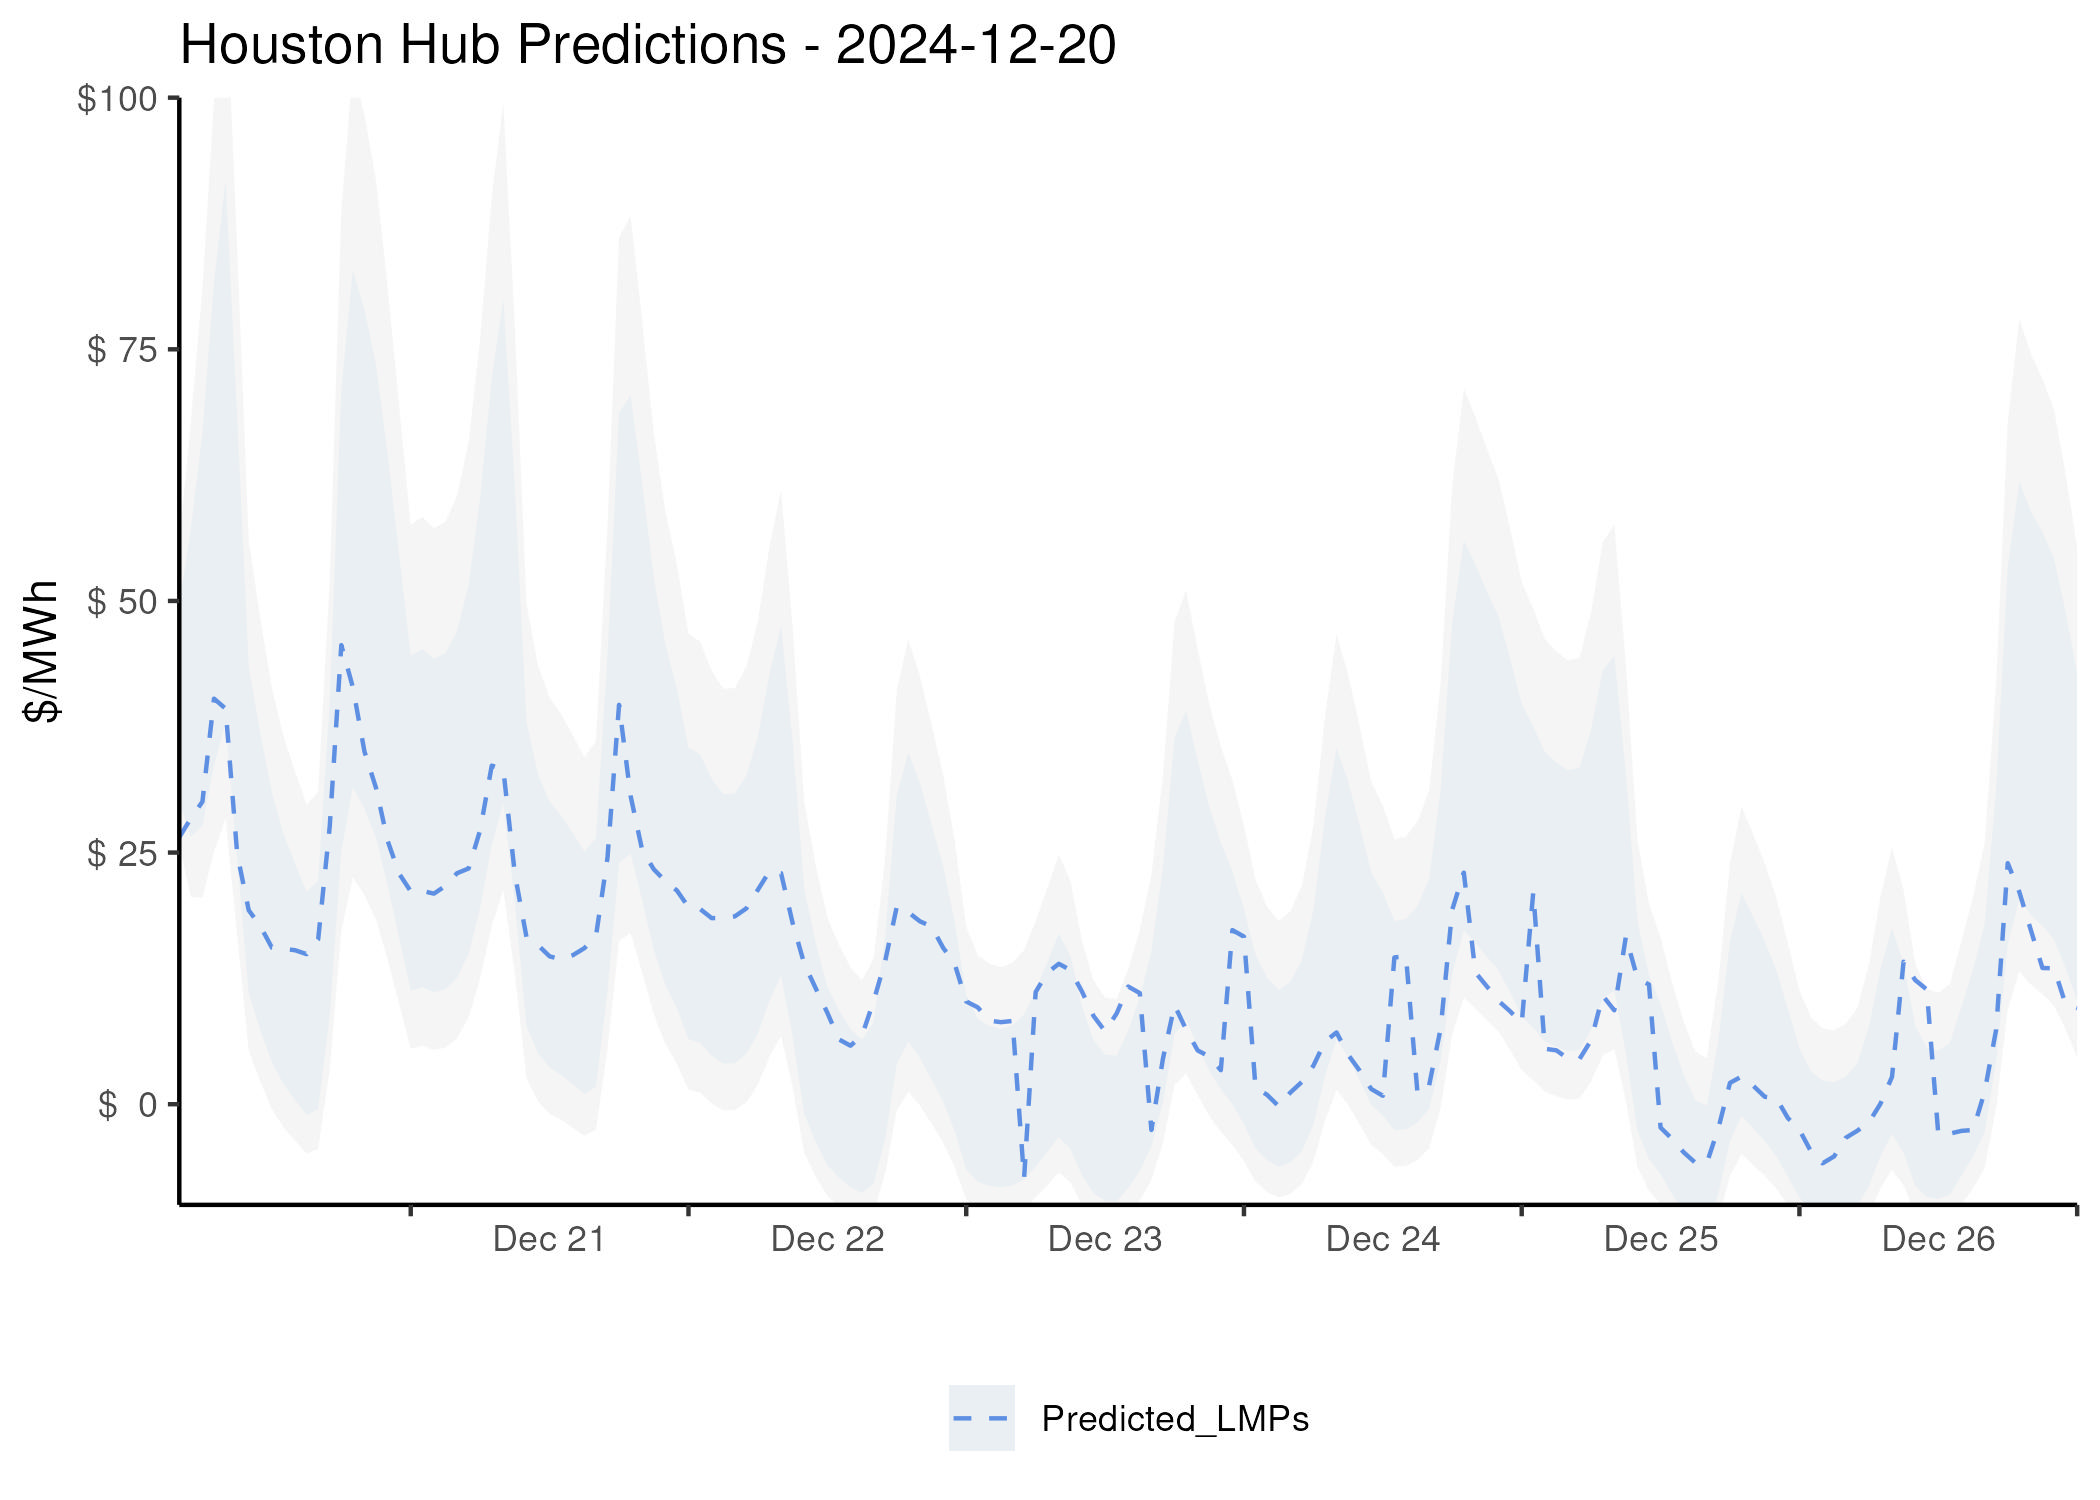 Houston Hub Predictions - 2024-12-20
$100
$ 75
$ 50
$ 25
$ 0
$/MWh
Dec 21 Dec 22 Dec 23 Dec 24 Dec 25 Dec 26
Predicted_LMPs